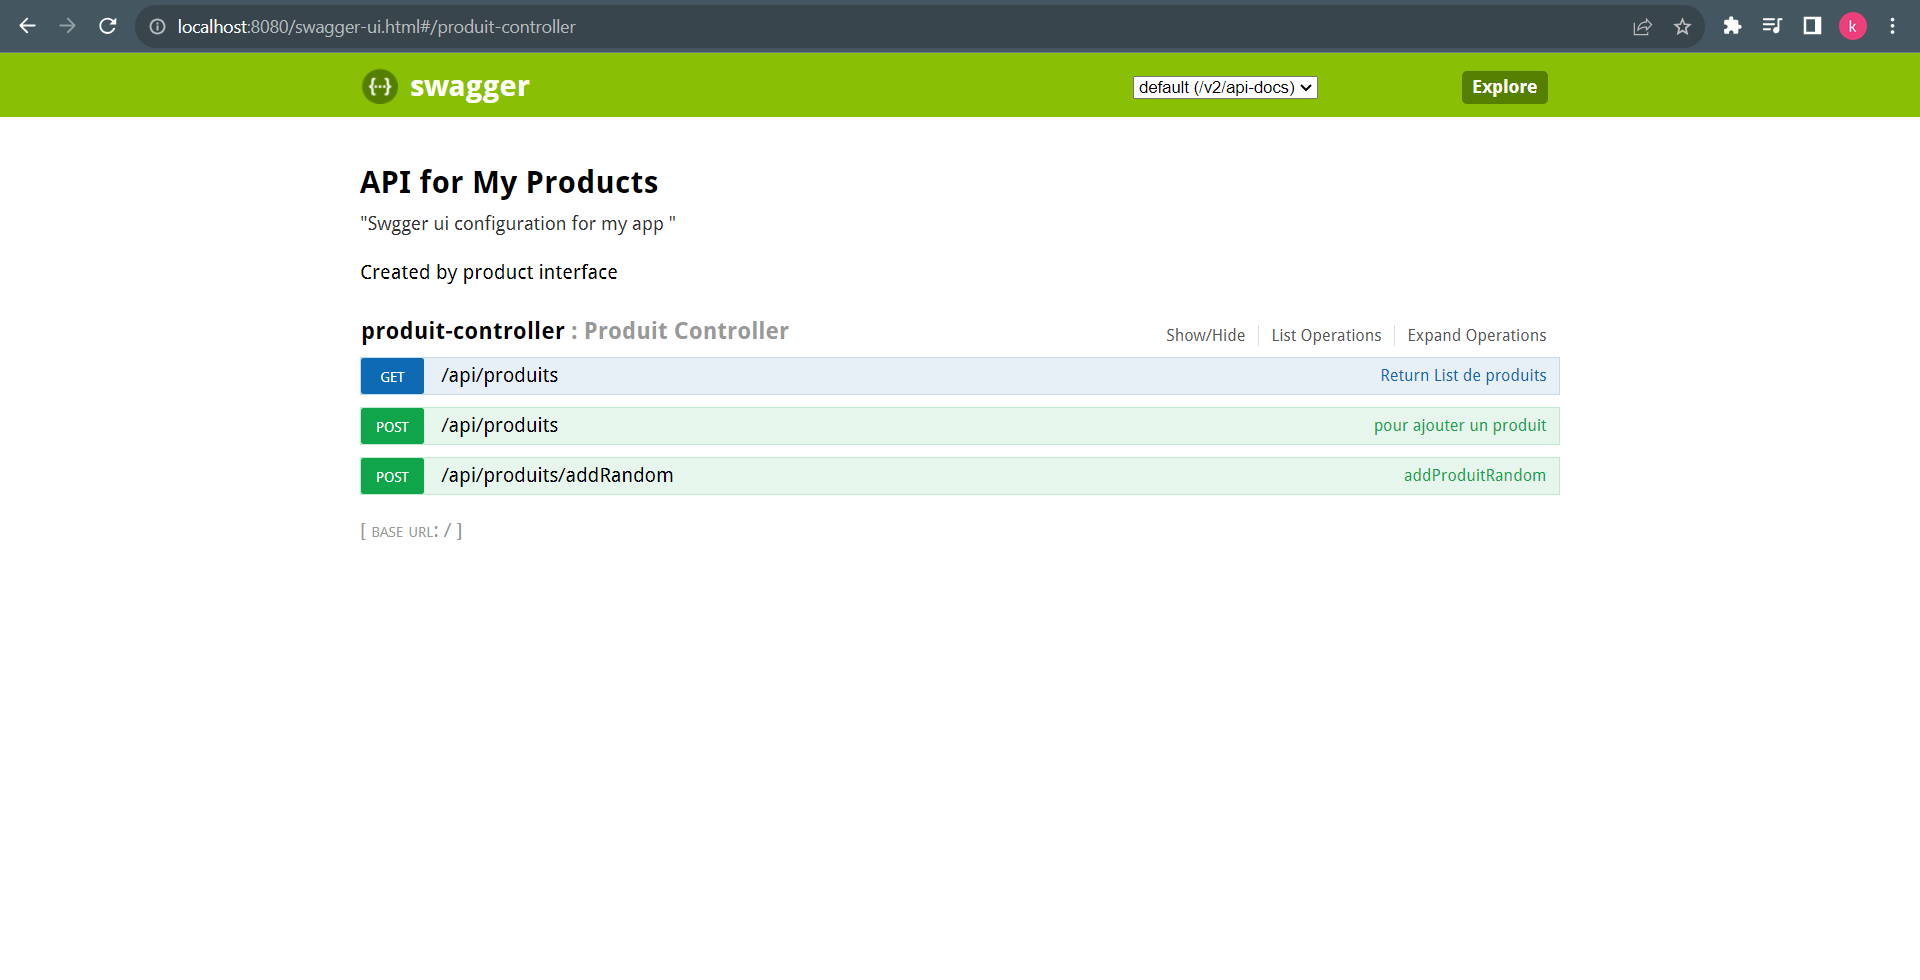 localhost:8080/swagger-ui.html#/produit-controller
k
{···} swagger
default (/v2/api-docs)
Explore
API for My Products
"Swgger ui configuration for my app "
Created by product interface
produit-controller : Produit Controller
Show/Hide
List Operations
Expand Operations
GET /api/produits Return List de produits
POST /api/produits pour ajouter un produit
POST /api/produits/addRandom addProduitRandom
[ BASE URL: / ]